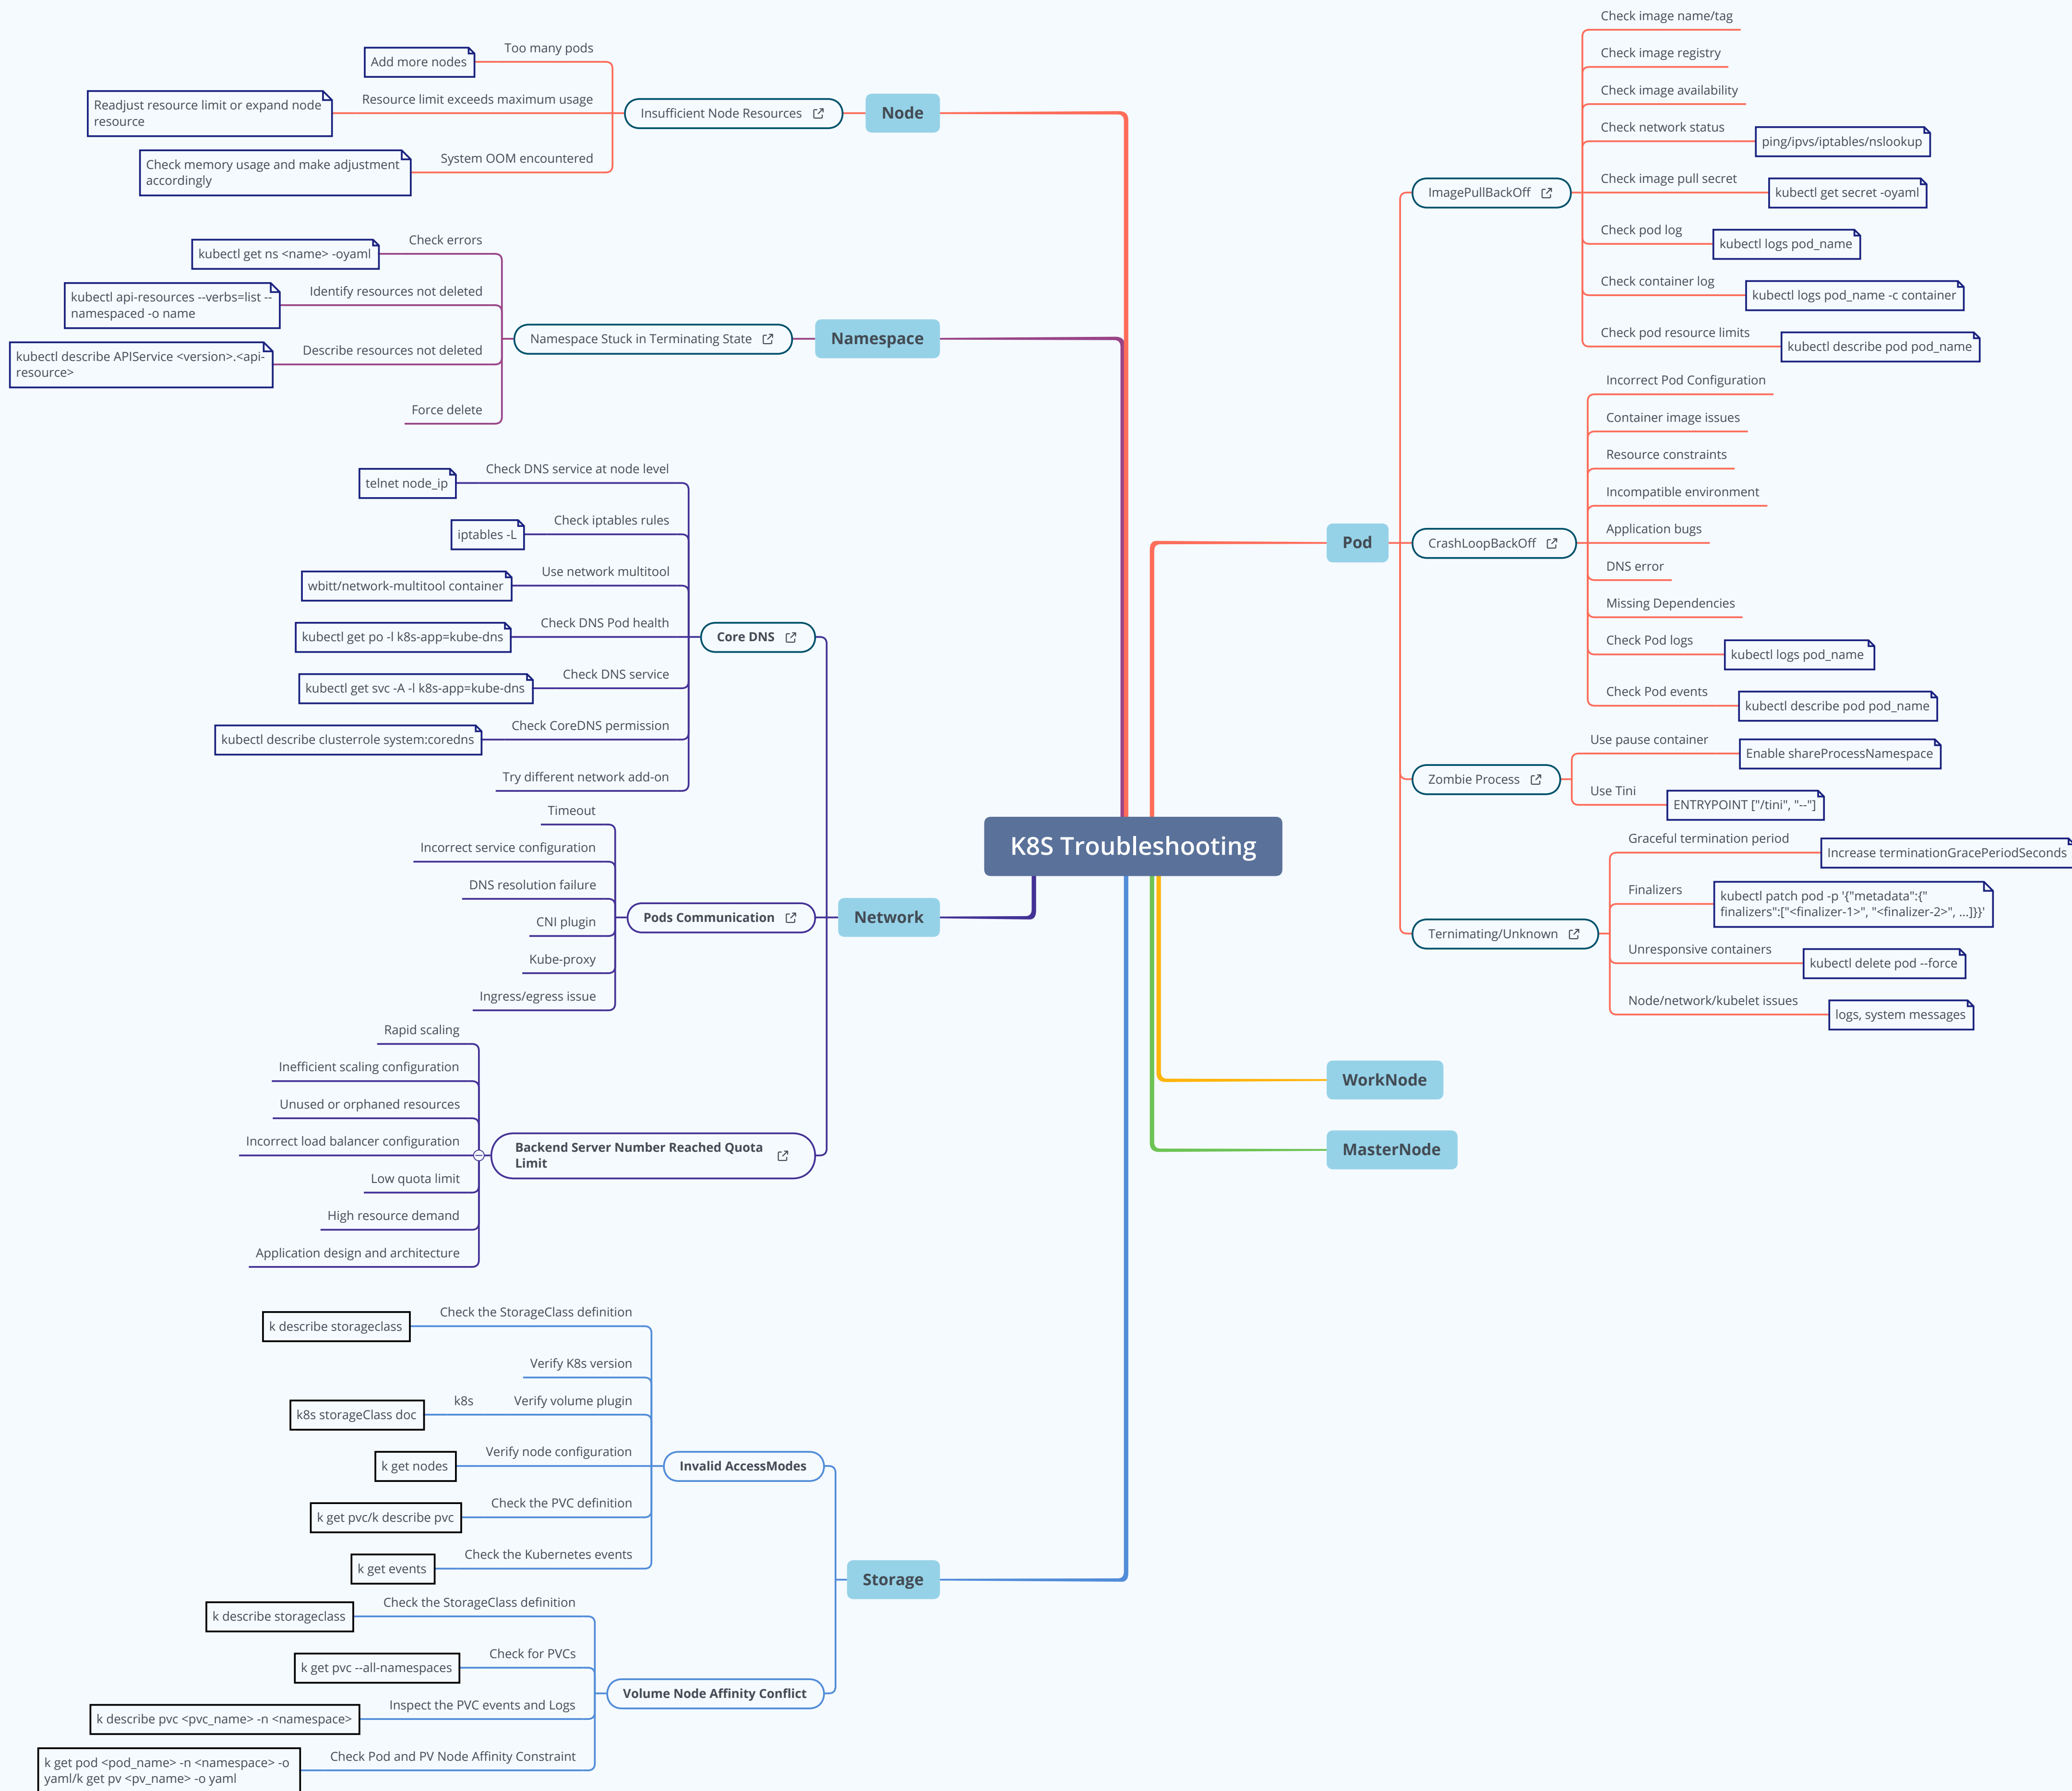 K8S Troubleshooting
Node
Insufficient Node Resources
Too many pods
Add more nodes
Resource limit exceeds maximum usage
Readjust resource limit or expand node
resource
System OOM encountered
Check memory usage and make adjustment
accordingly
Namespace
Namespace Stuck in Terminating State
Check errors
kubectl get ns <name> -oyaml
Identify resources not deleted
kubectl api-resources --verbs=list --
namespaced -o name
Describe resources not deleted
kubectl describe APIService <version>.<api-
resource>
Force delete
Network
Core DNS
Check DNS service at node level
telnet node_ip
Check iptables rules
iptables -L
Use network multitool
wbitt/network-multitool container
Check DNS Pod health
kubectl get po -l k8s-app=kube-dns
Check DNS service
kubectl get svc -A -l k8s-app=kube-dns
Check CoreDNS permission
kubectl describe clusterrole system:coredns
Try different network add-on
Pods Communication
Timeout
Incorrect service configuration
DNS resolution failure
CNI plugin
Kube-proxy
Ingress/egress issue
Backend Server Number Reached Quota
Limit
Rapid scaling
Inefficient scaling configuration
Unused or orphaned resources
Incorrect load balancer configuration
Low quota limit
High resource demand
Application design and architecture
Storage
Invalid AccessModes
Check the StorageClass definition
k describe storageclass
Verify K8s version
Verify volume plugin
k8s
k8s storageClass doc
Verify node configuration
k get nodes
Check the PVC definition
k get pvc/k describe pvc
Check the Kubernetes events
k get events
Volume Node Affinity Conflict
Check the StorageClass definition
k describe storageclass
Check for PVCs
k get pvc --all-namespaces
Inspect the PVC events and Logs
k describe pvc <pvc_name> -n <namespace>
Check Pod and PV Node Affinity Constraint
k get pod <pod_name> -n <namespace> -o
yaml/k get pv <pv_name> -o yaml
Pod
ImagePullBackOff
Check image name/tag
Check image registry
Check image availability
Check network status
ping/ipvs/iptables/nslookup
Check image pull secret
kubectl get secret -oyaml
Check pod log
kubectl logs pod_name
Check container log
kubectl logs pod_name -c container
Check pod resource limits
kubectl describe pod pod_name
CrashLoopBackOff
Incorrect Pod Configuration
Container image issues
Resource constraints
Incompatible environment
Application bugs
DNS error
Missing Dependencies
Check Pod logs
kubectl logs pod_name
Check Pod events
kubectl describe pod pod_name
Zombie Process
Use pause container
Enable shareProcessNamespace
Use Tini
ENTRYPOINT ["/tini", "--"]
Ternimating/Unknown
Graceful termination period
Increase terminationGracePeriodSeconds
Finalizers
kubectl patch pod -p '{"metadata":{"
finalizers":["<finalizer-1>", "<finalizer-2>", ...]}}'
Unresponsive containers
kubectl delete pod --force
Node/network/kubelet issues
logs, system messages
WorkNode
MasterNode